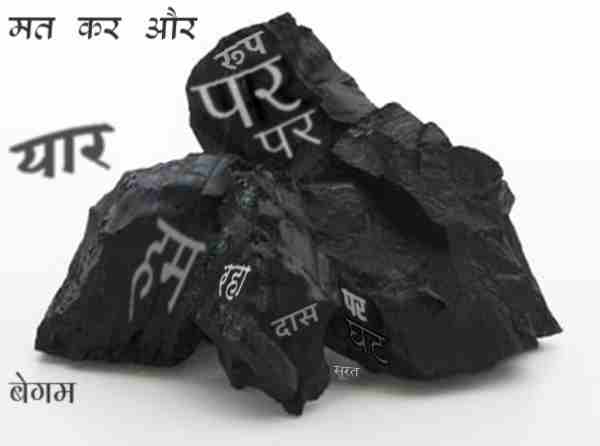 मत कर और
रूप
पर
पर
यार
हम
रहा
दास
पर
घट
सूरत
बेगम